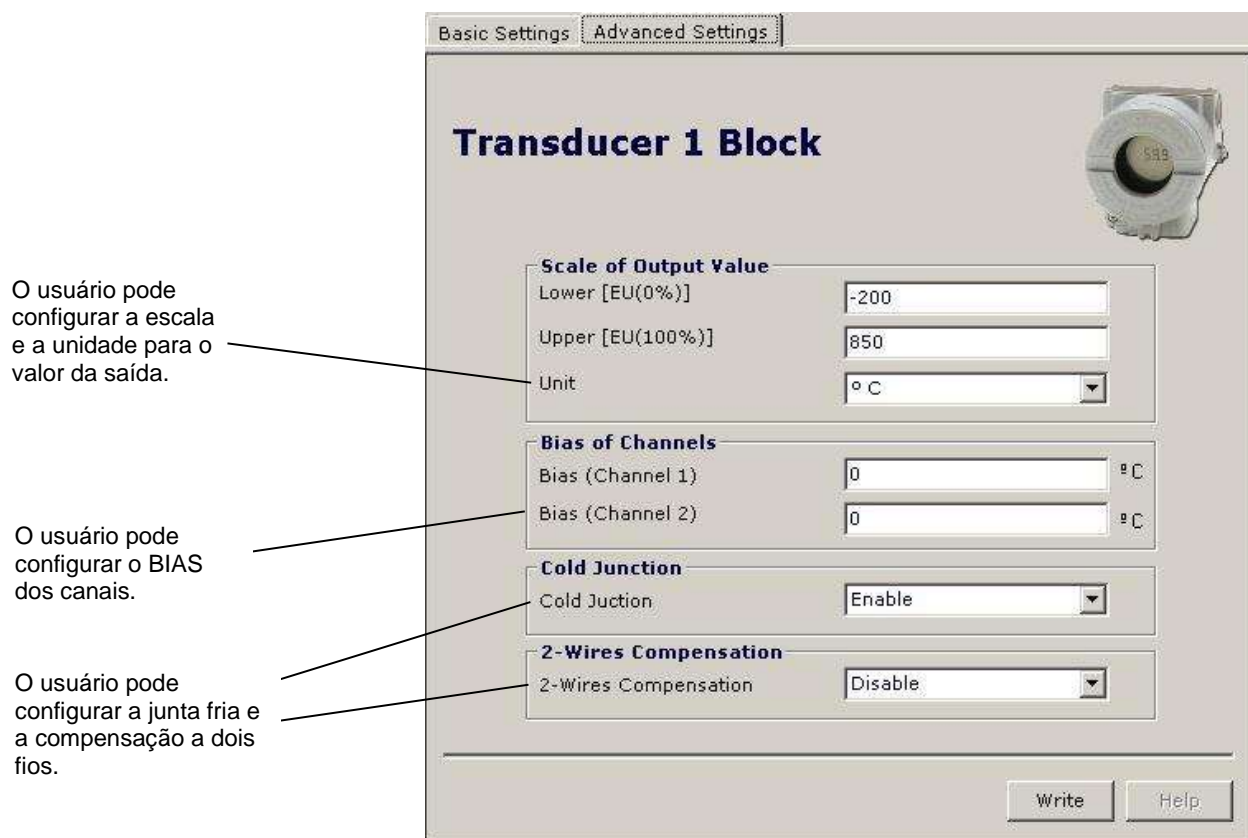 Basic Settings
Advanced Settings
Transducer 1 Block
O usuário pode
configurar a escala
e a unidade para o
valor da saída.
Scale of Output Value
Lower [EU(0%)]
-200
Upper [EU(100%)]
850
Unit
º C
Bias of Channels
Bias (Channel 1)
0
ºC
Bias (Channel 2)
0
ºC
O usuário pode
configurar o BIAS
dos canais.
Cold Junction
Cold Juction
Enable
2-Wires Compensation
2-Wires Compensation
Disable
O usuário pode
configurar a junta fria e
a compensação a dois
fios.
Write
Help